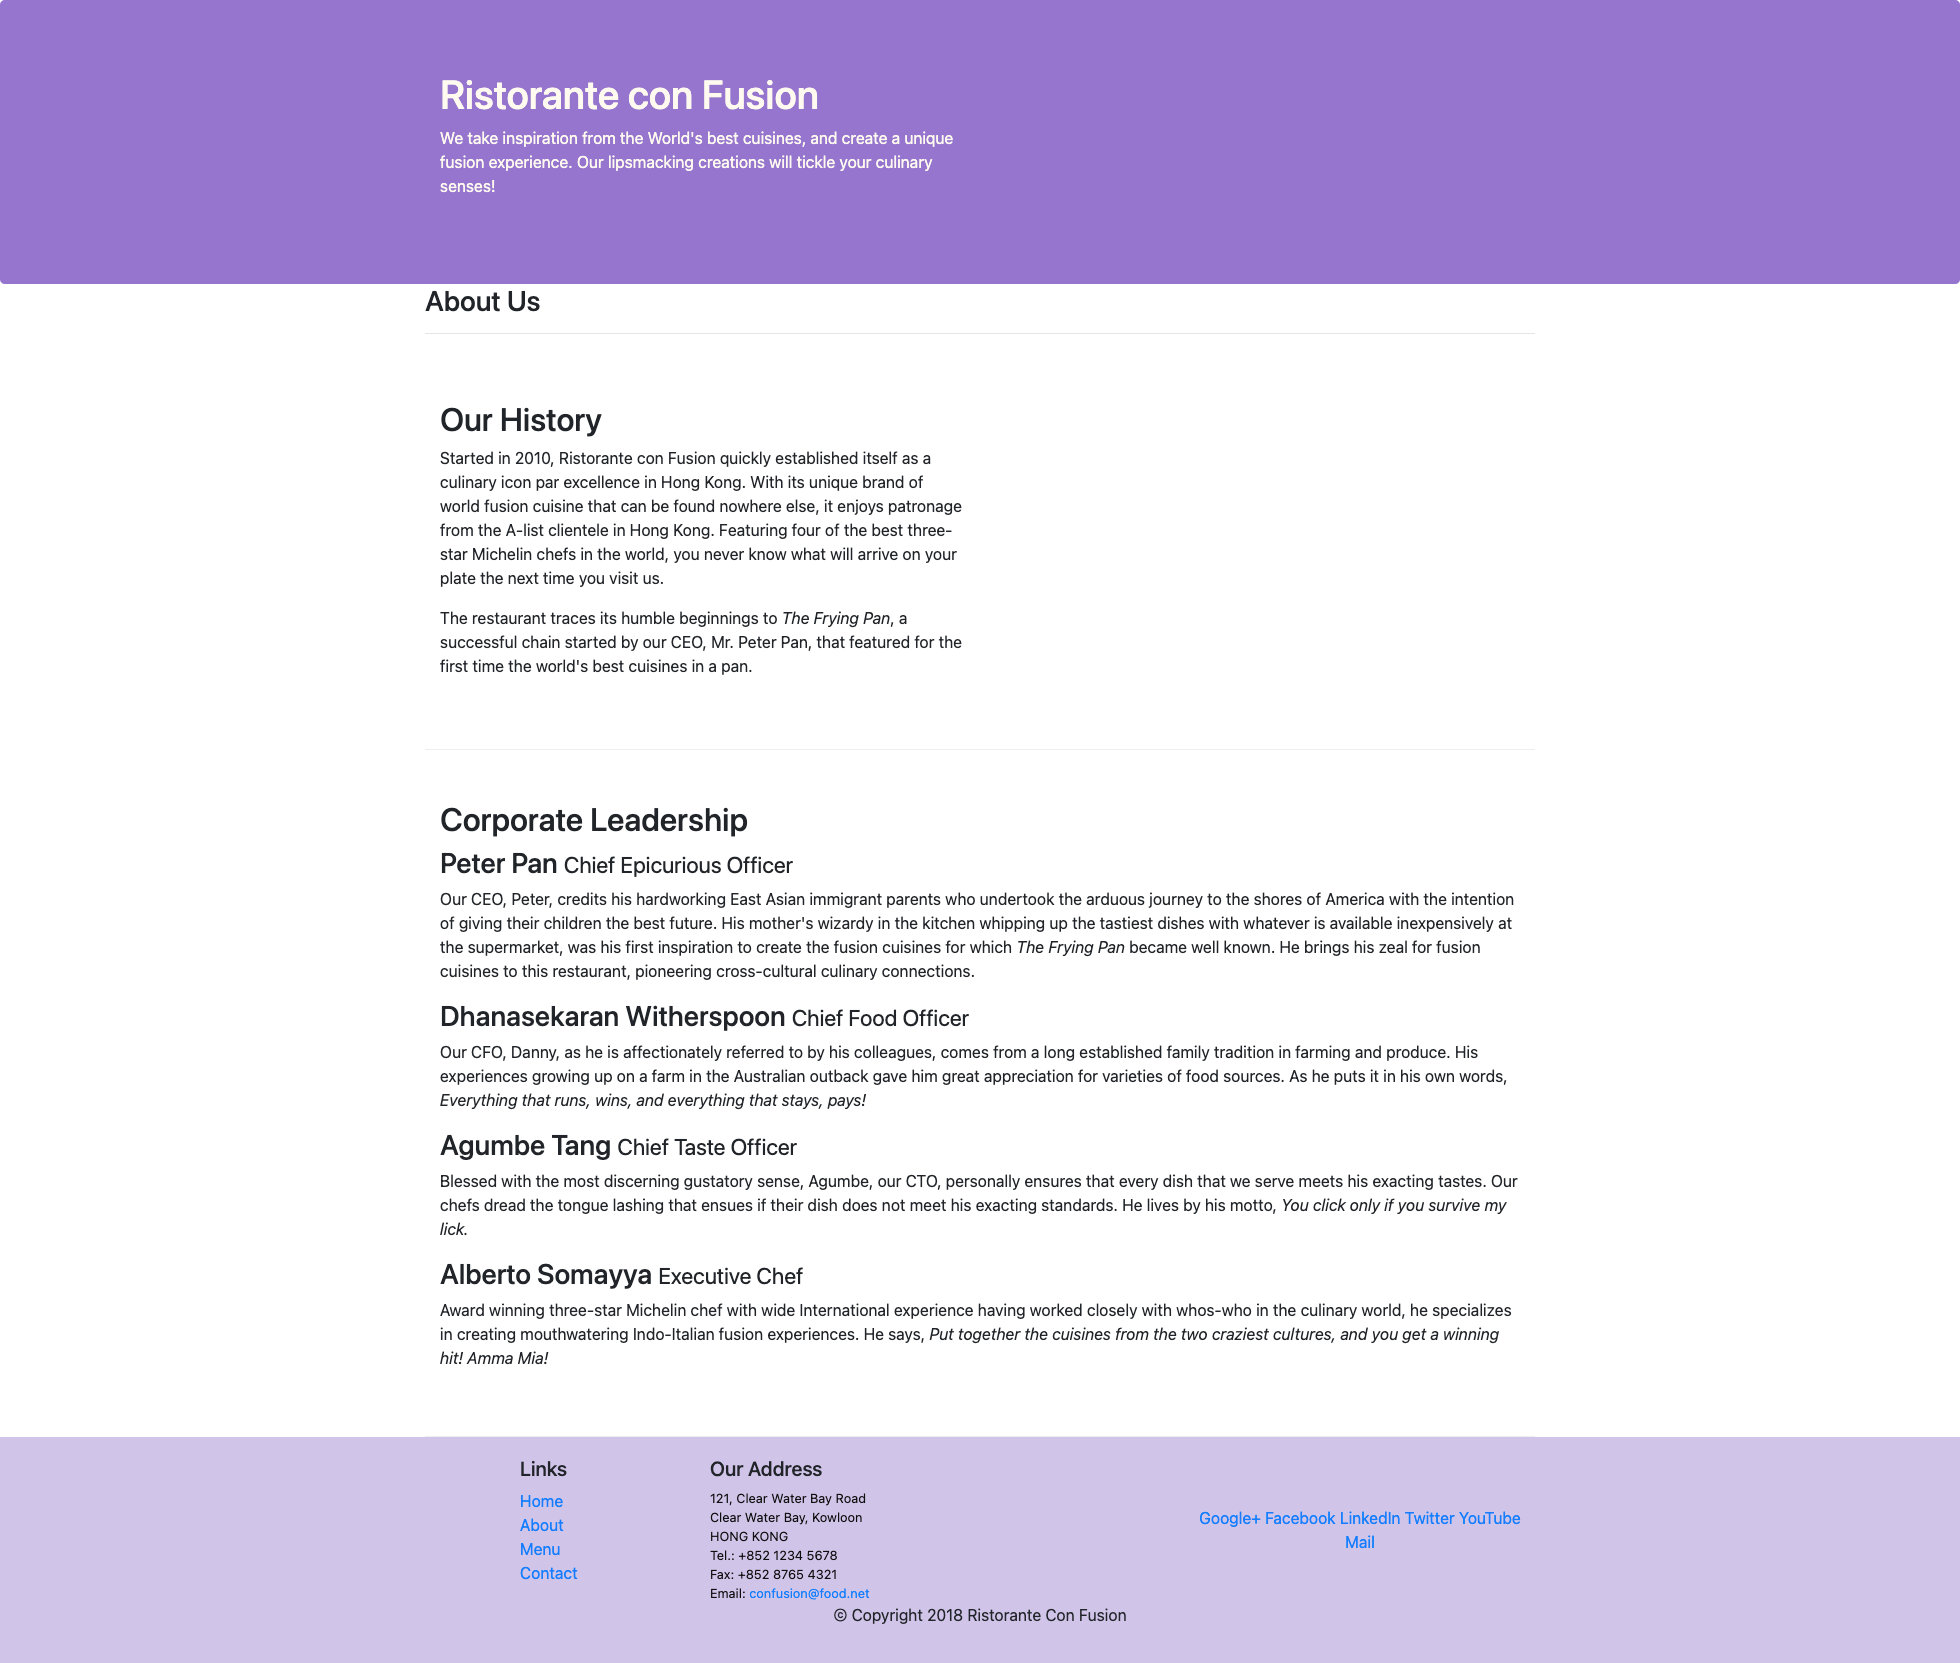 Ristorante con Fusion
We take inspiration from the World's best cuisines, and create a unique
fusion experience. Our lipsmacking creations will tickle your culinary
senses!
About Us
Our History
Started in 2010, Ristorante con Fusion quickly established itself as a
culinary icon par excellence in Hong Kong. With its unique brand of
world fusion cuisine that can be found nowhere else, it enjoys patronage
from the A-list clientele in Hong Kong. Featuring four of the best three-
star Michelin chefs in the world, you never know what will arrive on your
plate the next time you visit us.
The restaurant traces its humble beginnings to The Frying Pan, a
successful chain started by our CEO, Mr. Peter Pan, that featured for the
first time the world's best cuisines in a pan.
Corporate Leadership
Peter Pan Chief Epicurious Officer
Our CEO, Peter, credits his hardworking East Asian immigrant parents who undertook the arduous journey to the shores of America with the intention
of giving their children the best future. His mother's wizardy in the kitchen whipping up the tastiest dishes with whatever is available inexpensively at
the supermarket, was his first inspiration to create the fusion cuisines for which The Frying Pan became well known. He brings his zeal for fusion
cuisines to this restaurant, pioneering cross-cultural culinary connections.
Dhanasekaran Witherspoon Chief Food Officer
Our CFO, Danny, as he is affectionately referred to by his colleagues, comes from a long established family tradition in farming and produce. His
experiences growing up on a farm in the Australian outback gave him great appreciation for varieties of food sources. As he puts it in his own words,
Everything that runs, wins, and everything that stays, pays!
Agumbe Tang Chief Taste Officer
Blessed with the most discerning gustatory sense, Agumbe, our CTO, personally ensures that every dish that we serve meets his exacting tastes. Our
chefs dread the tongue lashing that ensues if their dish does not meet his exacting standards. He lives by his motto, You click only if you survive my
lick.
Alberto Somayya Executive Chef
Award winning three-star Michelin chef with wide International experience having worked closely with whos-who in the culinary world, he specializes
in creating mouthwatering Indo-Italian fusion experiences. He says, Put together the cuisines from the two craziest cultures, and you get a winning
hit! Amma Mia!
Links
Home
About
Menu
Contact
Our Address
121, Clear Water Bay Road
Clear Water Bay, Kowloon
HONG KONG
Tel.: +852 1234 5678
Fax: +852 8765 4321
Email: confusion@food.net
Google+ Facebook LinkedIn Twitter YouTube
Mail
© Copyright 2018 Ristorante Con Fusion